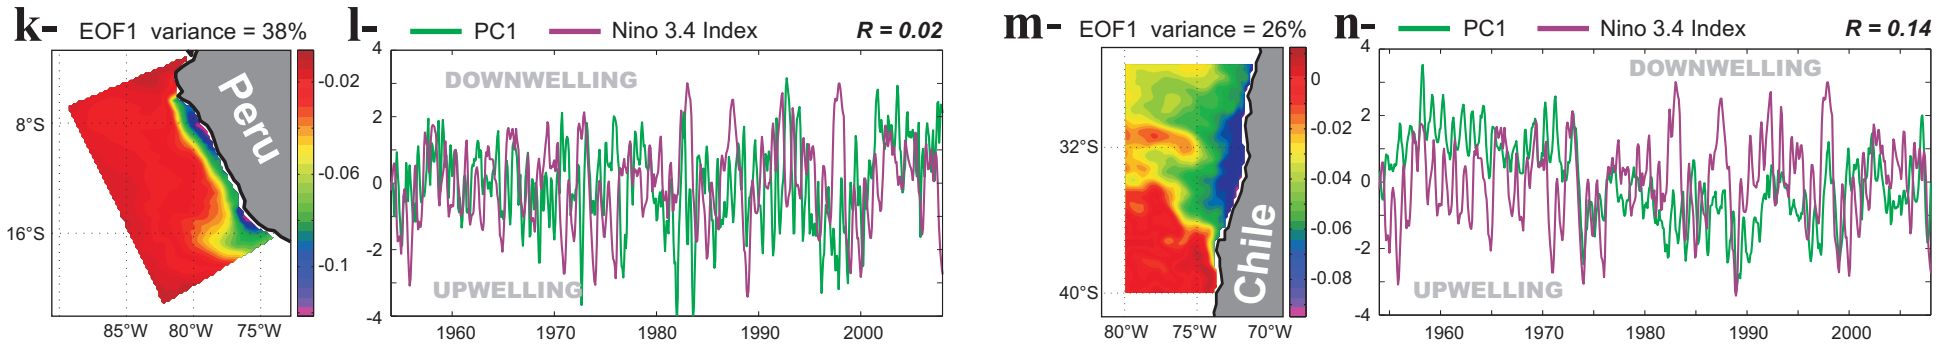 k- EOF1 variance = 38%
-0.02
-0.06
-0.1
8°S
16°S
85°W 80°W 75°W
Peru
l- PC1 Nino 3.4 Index R = 0.02
4
2
0
-2
-4
DOWNWELLING
UPWELLING
1960 1970 1980 1990 2000
m- EOF1 variance = 26%
0
-0.02
-0.04
-0.06
-0.08
32°S
40°S
80°W 75°W 70°W
Chile
n- PC1 Nino 3.4 Index R = 0.14
4
2
0
-2
-4
DOWNWELLING
UPWELLING
1960 1970 1980 1990 2000